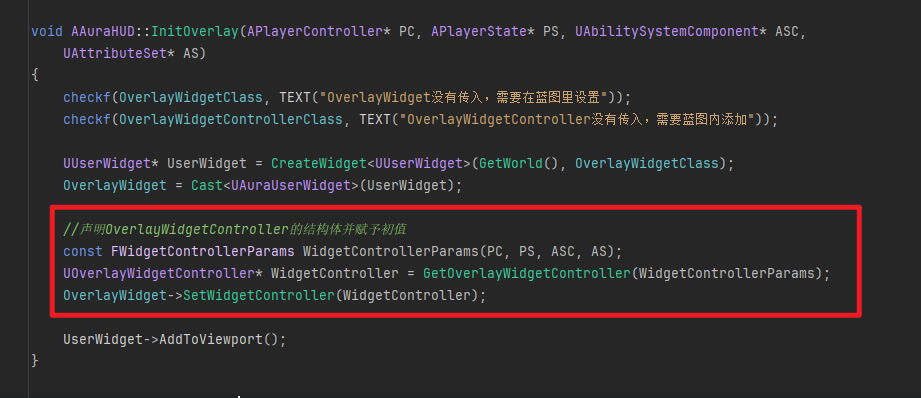 void AAuraHUD::InitOverlay(APlayerController* PC, APlayerState* PS, UAbilitySystemComponent* ASC,
UAttributeSet* AS)
{
checkf(OverlayWidgetClass, TEXT("OverlayWidget没有传入，需要在蓝图里设置"));
checkf(OverlayWidgetControllerClass, TEXT("OverlayWidgetController没有传入，需要蓝图内添加"));
UUserWidget* UserWidget = CreateWidget<UUserWidget>(GetWorld(), OverlayWidgetClass);
OverlayWidget = Cast<UAuraUserWidget>(UserWidget);
//声明OverlayWidgetController的结构体并赋予初值
const FWidgetControllerParams WidgetControllerParams(PC, PS, ASC, AS);
UOverlayWidgetController* WidgetController = GetOverlayWidgetController(WidgetControllerParams);
OverlayWidget->SetWidgetController(WidgetController);
UserWidget->AddToViewport();
}